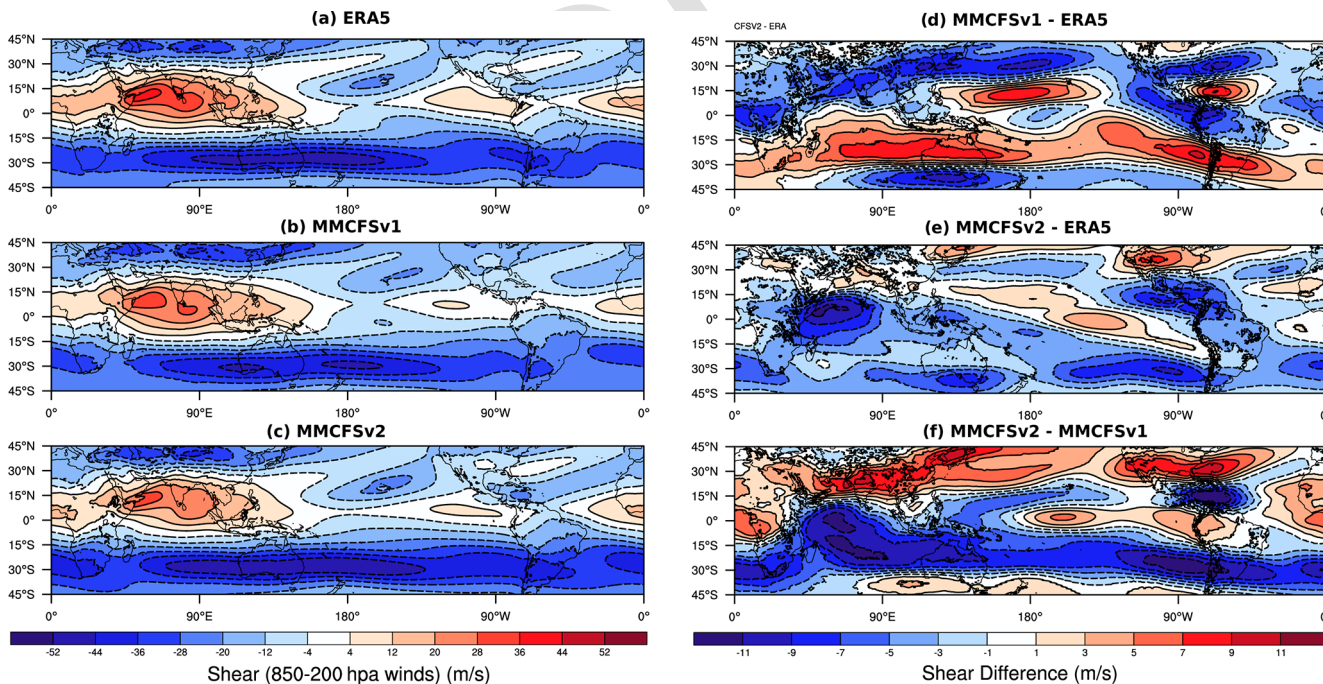 (a) ERA5
45°N
30°N
15°N
0°
15°S
30°S
45°S
0° 90°E 180° 90°W 0°
(b) MMCFSv1
45°N
30°N
15°N
0°
15°S
30°S
45°S
0° 90°E 180° 90°W 0°
(c) MMCFSv2
45°N
30°N
15°N
0°
15°S
30°S
45°S
0° 90°E 180° 90°W 0°
-52 -44 -36 -28 -20 -12 -4 4 12 20 28 36 44 52
Shear (850-200 hpa winds) (m/s)
CFSV2 - ERA
(d) MMCFSv1 - ERA5
45°N
30°N
15°N
0°
15°S
30°S
45°S
0° 90°E 180° 90°W 0°
(e) MMCFSv2 - ERA5
45°N
30°N
15°N
0°
15°S
30°S
45°S
0° 90°E 180° 90°W 0°
(f) MMCFSv2 - MMCFSv1
45°N
30°N
15°N
0°
15°S
30°S
45°S
0° 90°E 180° 90°W 0°
-11 -9 -7 -5 -3 -1 1 3 5 7 9 11
Shear Difference (m/s)